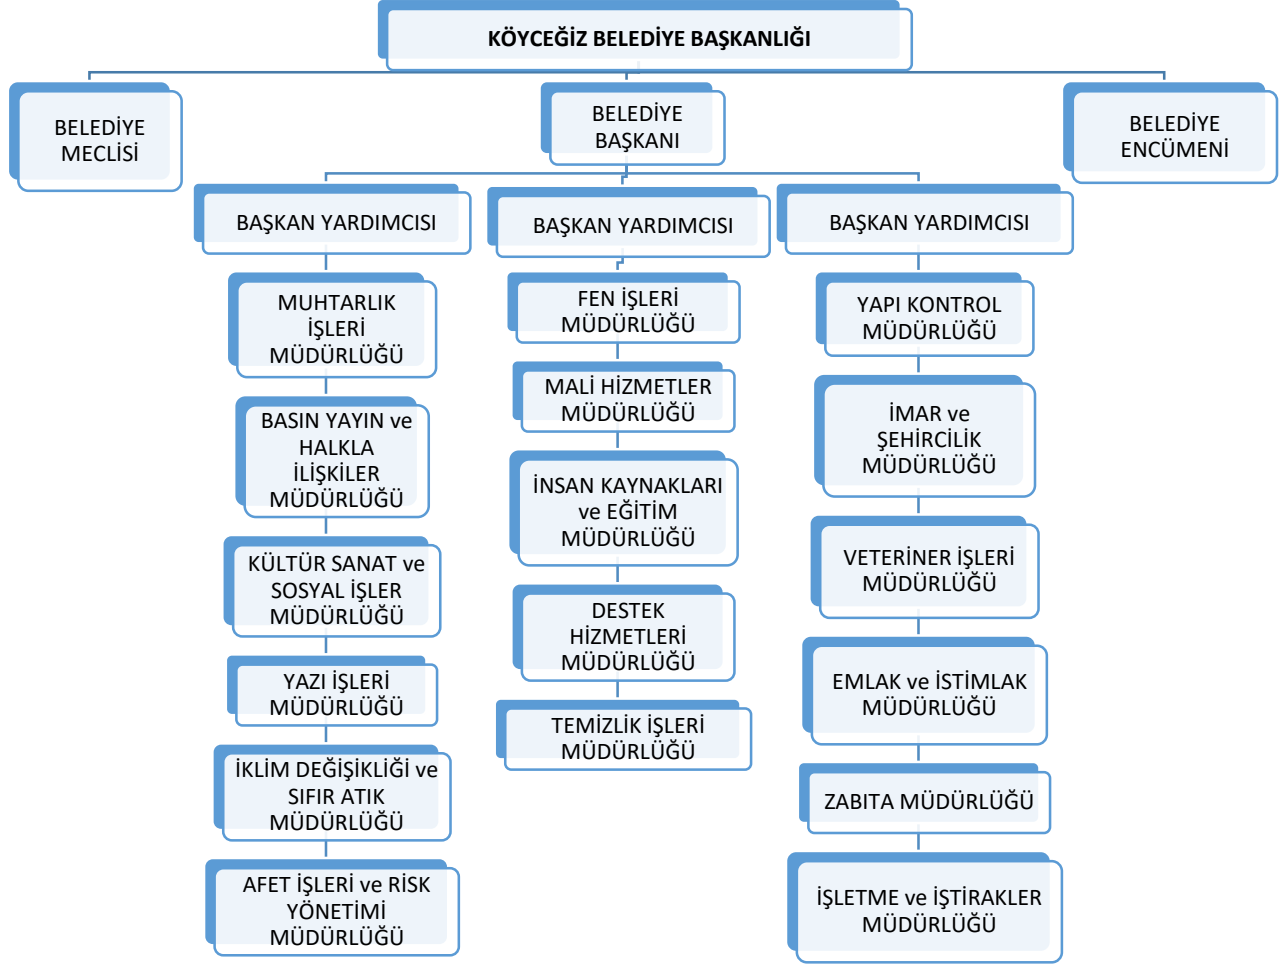 KÖYCEĞİZ BELEDİYE BAŞKANLIĞI
BELEDİYE
MECLİSİ
BELEDİYE
BAŞKANI
BELEDİYE
ENCÜMENİ
BAŞKAN YARDIMCISI
MUHTARLIK
İŞLERİ
MÜDÜRLÜĞÜ
BASIN YAYIN ve
HALKLA
İLİŞKİLER
MÜDÜRLÜĞÜ
KÜLTÜR SANAT ve
SOSYAL İŞLER
MÜDÜRLÜĞÜ
YAZI İŞLERİ
MÜDÜRLÜĞÜ
İKLİM DEĞİŞİKLİĞİ ve
SIFIR ATIK
MÜDÜRLÜĞÜ
AFET İŞLERİ ve RİSK
YÖNETİMİ
MÜDÜRLÜĞÜ
BAŞKAN YARDIMCISI
FEN İŞLERİ
MÜDÜRLÜĞÜ
MALİ HİZMETLER
MÜDÜRLÜĞÜ
İNSAN KAYNAKLARI
ve EĞİTİM
MÜDÜRLÜĞÜ
DESTEK
HİZMETLERİ
MÜDÜRLÜĞÜ
TEMİZLİK İŞLERİ
MÜDÜRLÜĞÜ
BAŞKAN YARDIMCISI
YAPI KONTROL
MÜDÜRLÜĞÜ
İMAR ve
ŞEHİRCİLİK
MÜDÜRLÜĞÜ
VETERİNER İŞLERİ
MÜDÜRLÜĞÜ
EMLAK ve İSTİMLAK
MÜDÜRLÜĞÜ
ZABITA MÜDÜRLÜĞÜ
İŞLETME ve İŞTİRAKLER
MÜDÜRLÜĞÜ